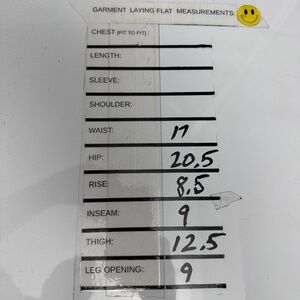 GARMENT LAYING FLAT MEASUREMENTS:
CHEST [PIT TO PIT] :
LENGTH:
SLEEVE:
SHOULDER:
WAIST: 17
HIP: 20.5
RISE: 8.5
INSEAM: 9
THIGH: 12.5
LEG OPENING: 9